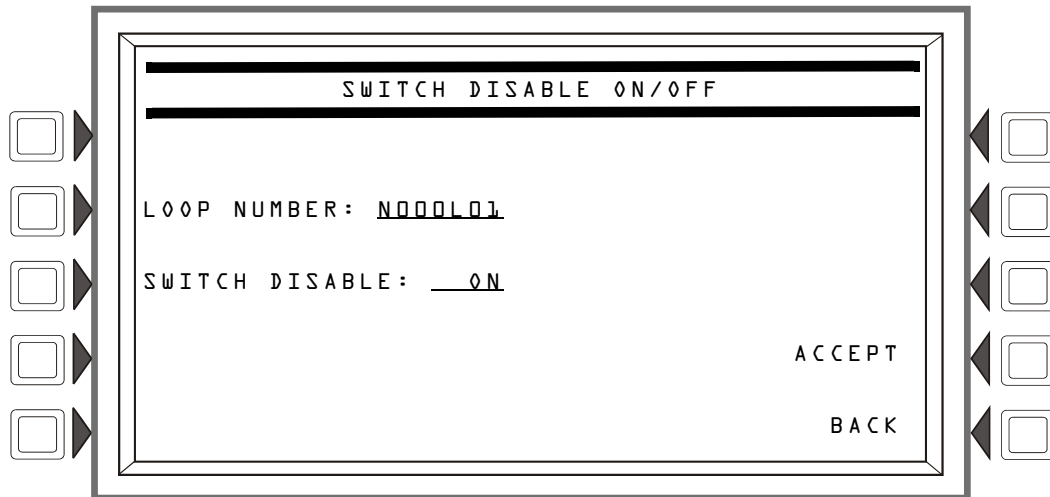 SWITCH DISABLE ON/OFF
LOOP NUMBER: N000L01
SWITCH DISABLE: ON
ACCEPT
BACK